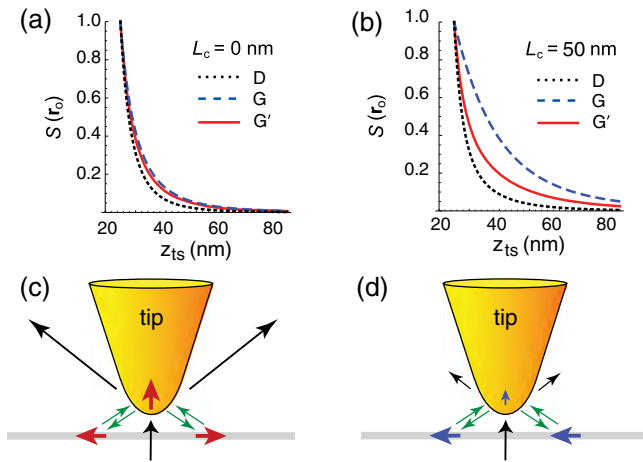 (a)
L_c = 0 nm
D
G
G′
S (r_o)
1.0
0.8
0.6
0.4
0.2
20 40 60 80
z_ts (nm)
(b)
L_c = 50 nm
D
G
G′
S (r_o)
1.0
0.8
0.6
0.4
0.2
20 40 60 80
z_ts (nm)
(c)
tip
(d)
tip